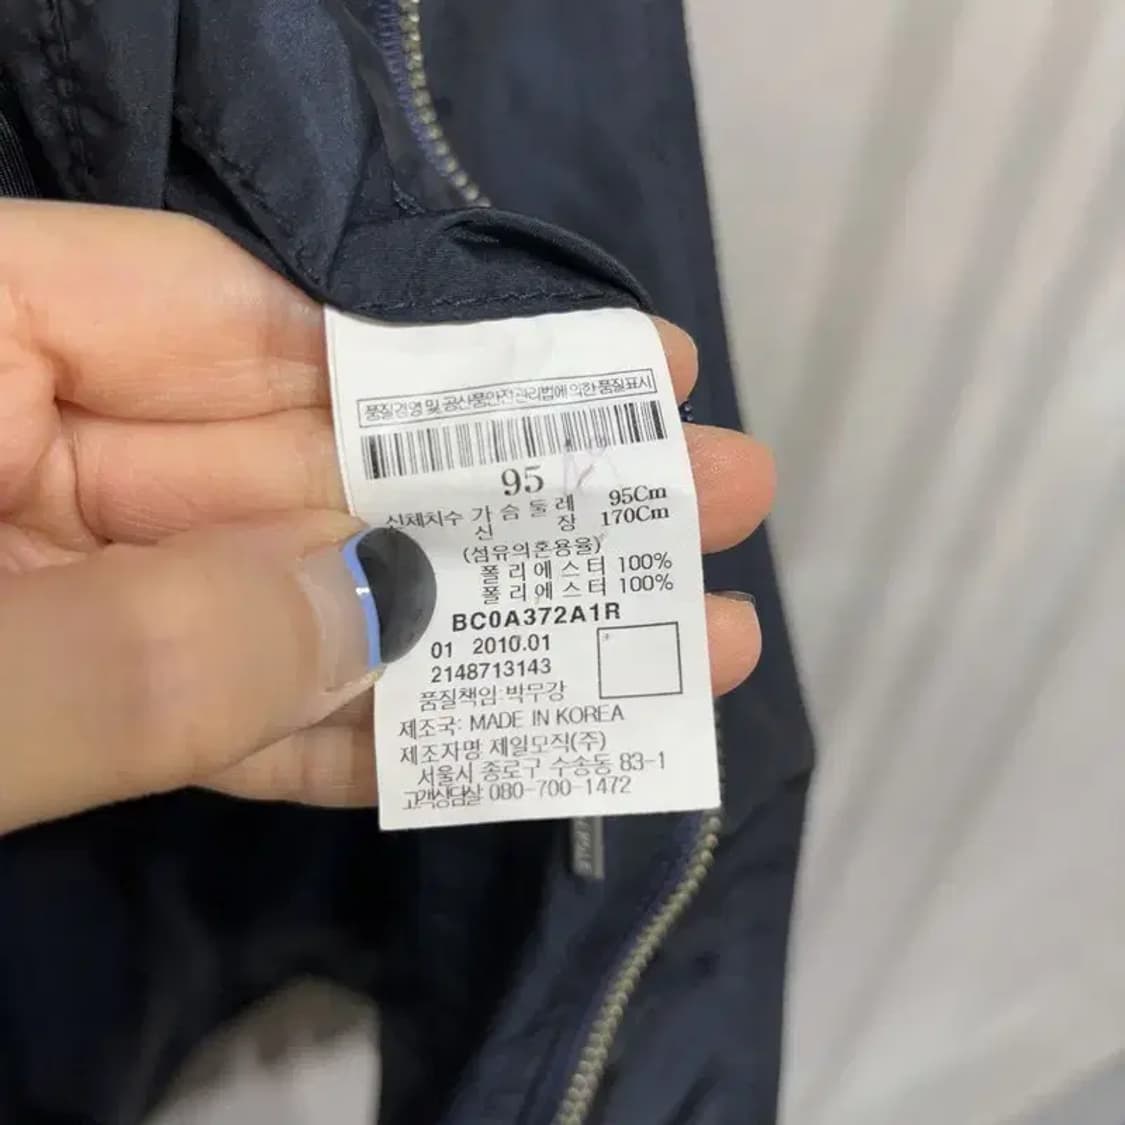 품질경영 및 공산품안전관리법에 의한 품질표시
95
신체치수 가 슴 둘 레 95Cm
신 장 170Cm
(섬유의혼용율)
폴 리 에 스 터 100%
폴 리 에 스 터 100%
BC0A372A1R
01 2010.01
2148713143
품질책임:박무강
제조국: MADE IN KOREA
제조자명 제일모직(주)
서울시 종로구 수송동 83-1
고객상담실 080-700-1472